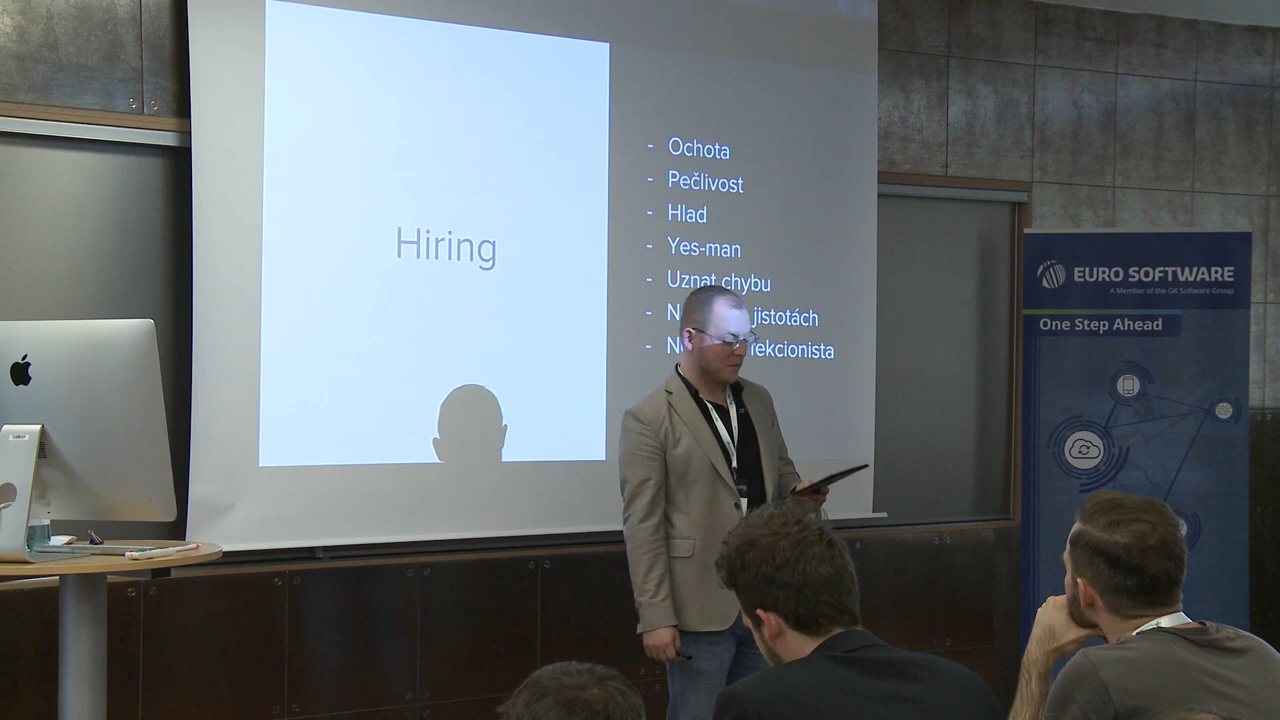 Hiring
- Ochota
- Pečlivost
- Hlad
- Yes-man
- Uznat chybu
- jistotách
-
EURO SOFTWARE
A Member of the GK Software Group
One Step Ahead